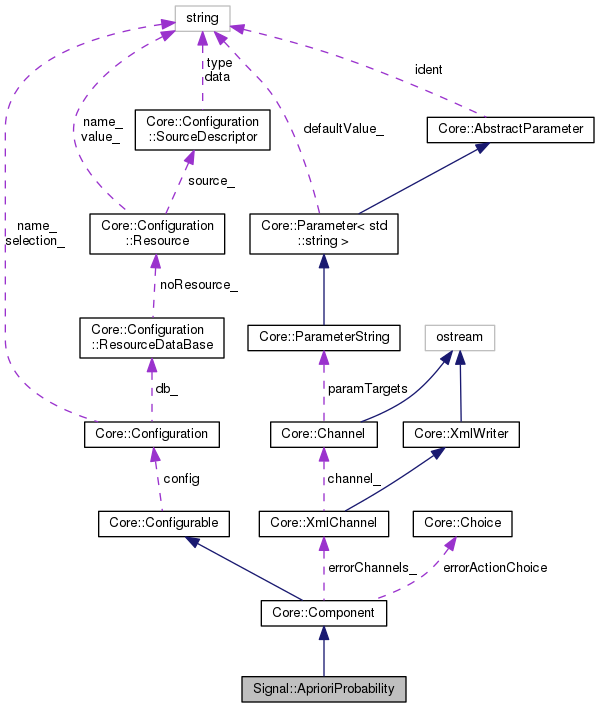 string
type
data
ident
name_
value_
Core::Configuration
::SourceDescriptor
defaultValue_
Core::AbstractParameter
source_
name_
selection_
Core::Configuration
::Resource
Core::Parameter< std
::string >
noResource_
Core::Configuration
::ResourceDataBase
Core::ParameterString
ostream
db_
paramTargets
Core::Configuration
Core::Channel
Core::XmlWriter
config
channel_
Core::Configurable
Core::XmlChannel
Core::Choice
errorChannels_
errorActionChoice
Core::Component
Signal::AprioriProbability